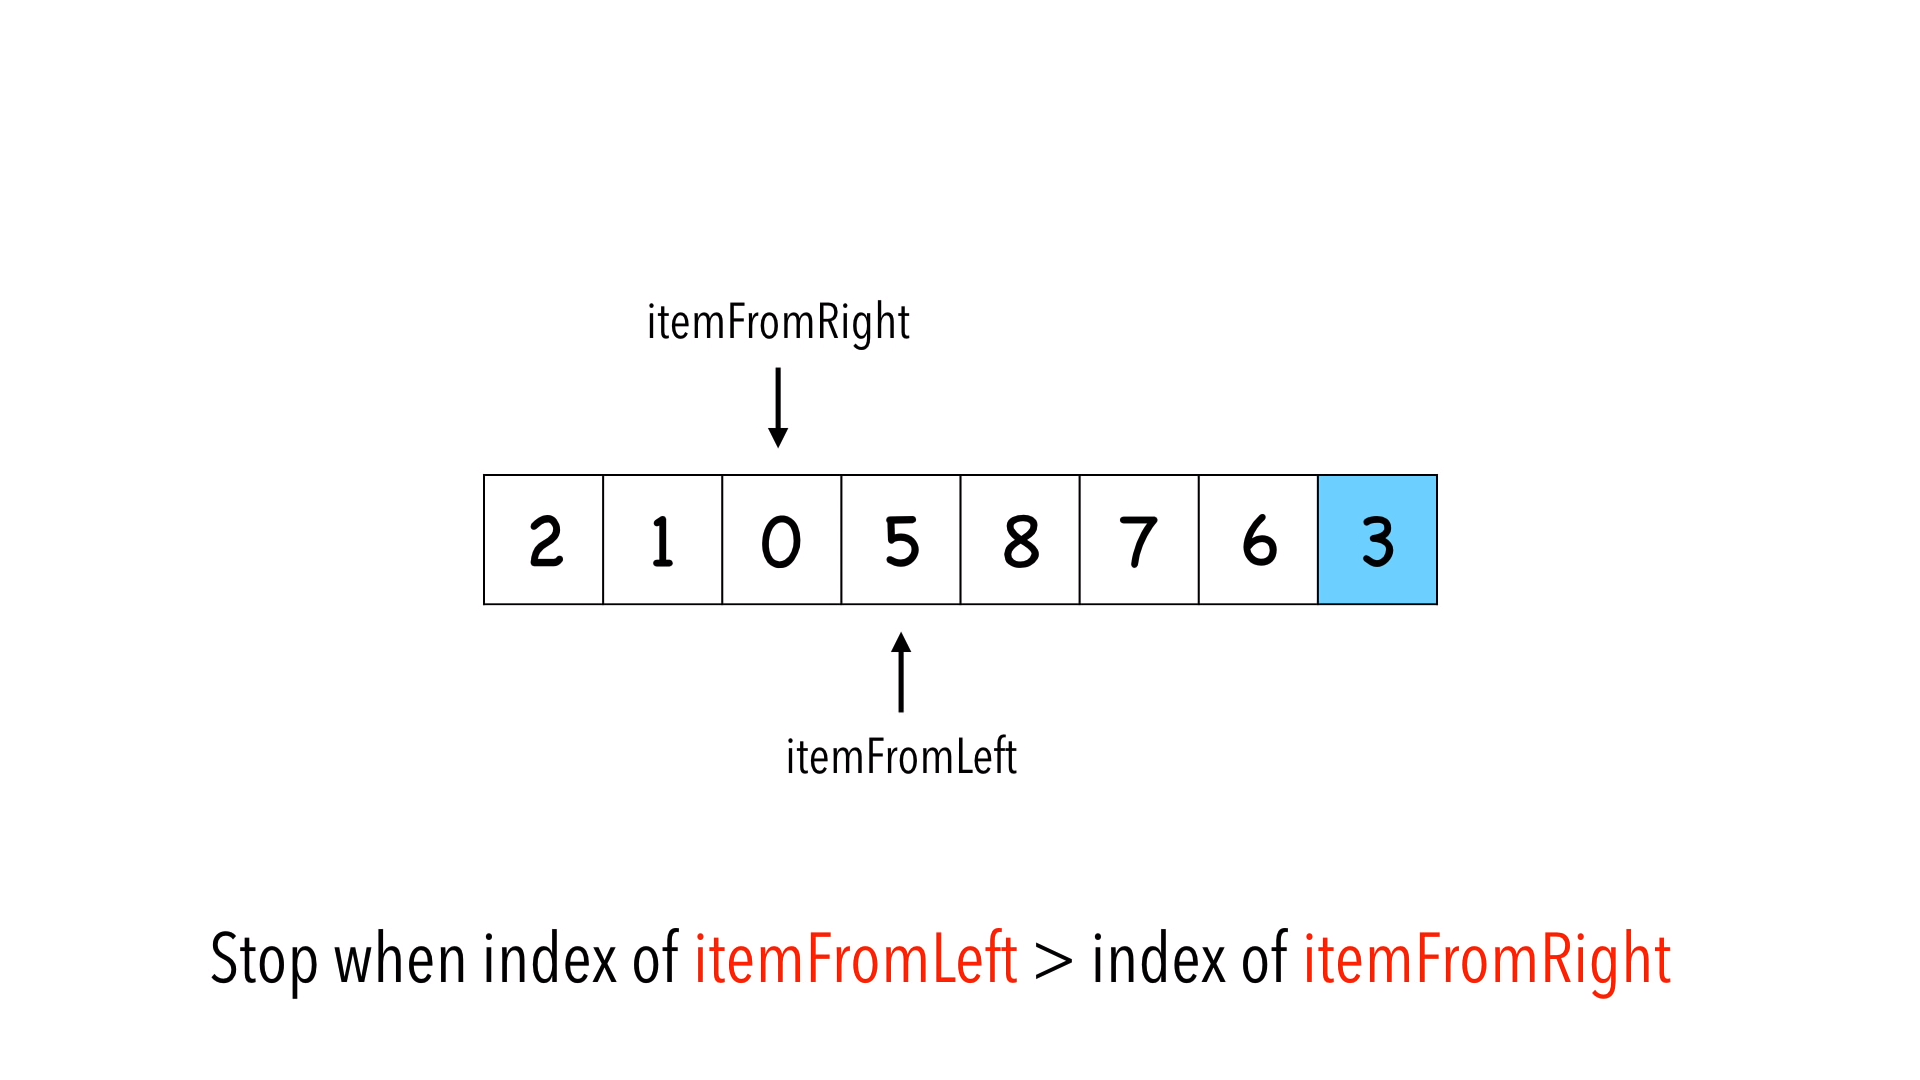 itemFromRight
2 1 0 5 8 7 6 3
itemFromLeft
Stop when index of itemFromLeft > index of itemFromRight